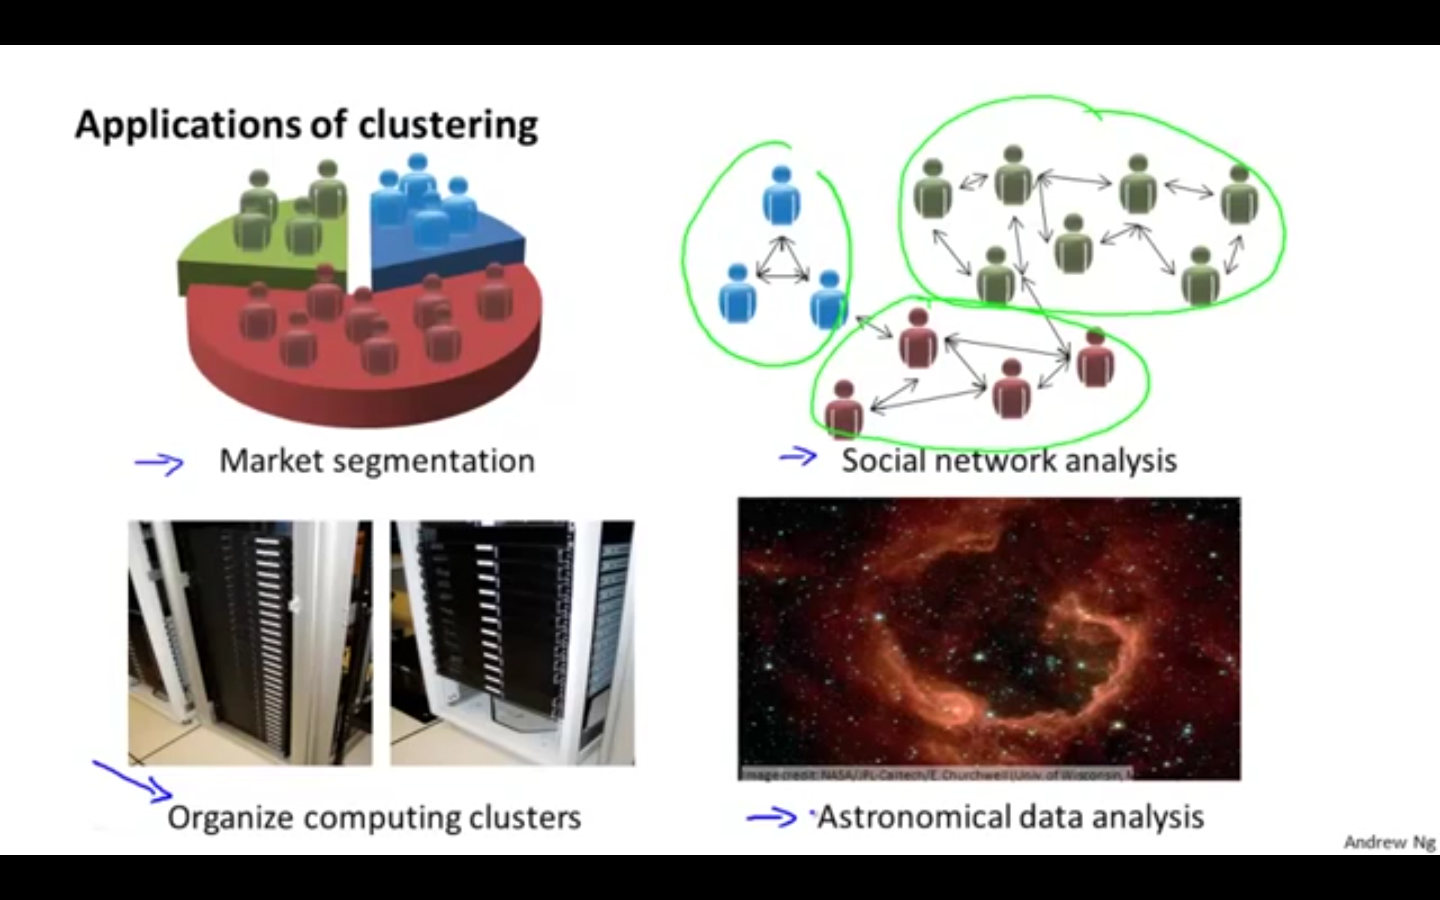 Applications of clustering
Market segmentation
Social network analysis
Image credit: NASA/JPL-Caltech/E. Churchwell (Univ. of Wisconsin,
Organize computing clusters
Astronomical data analysis
Andrew Ng